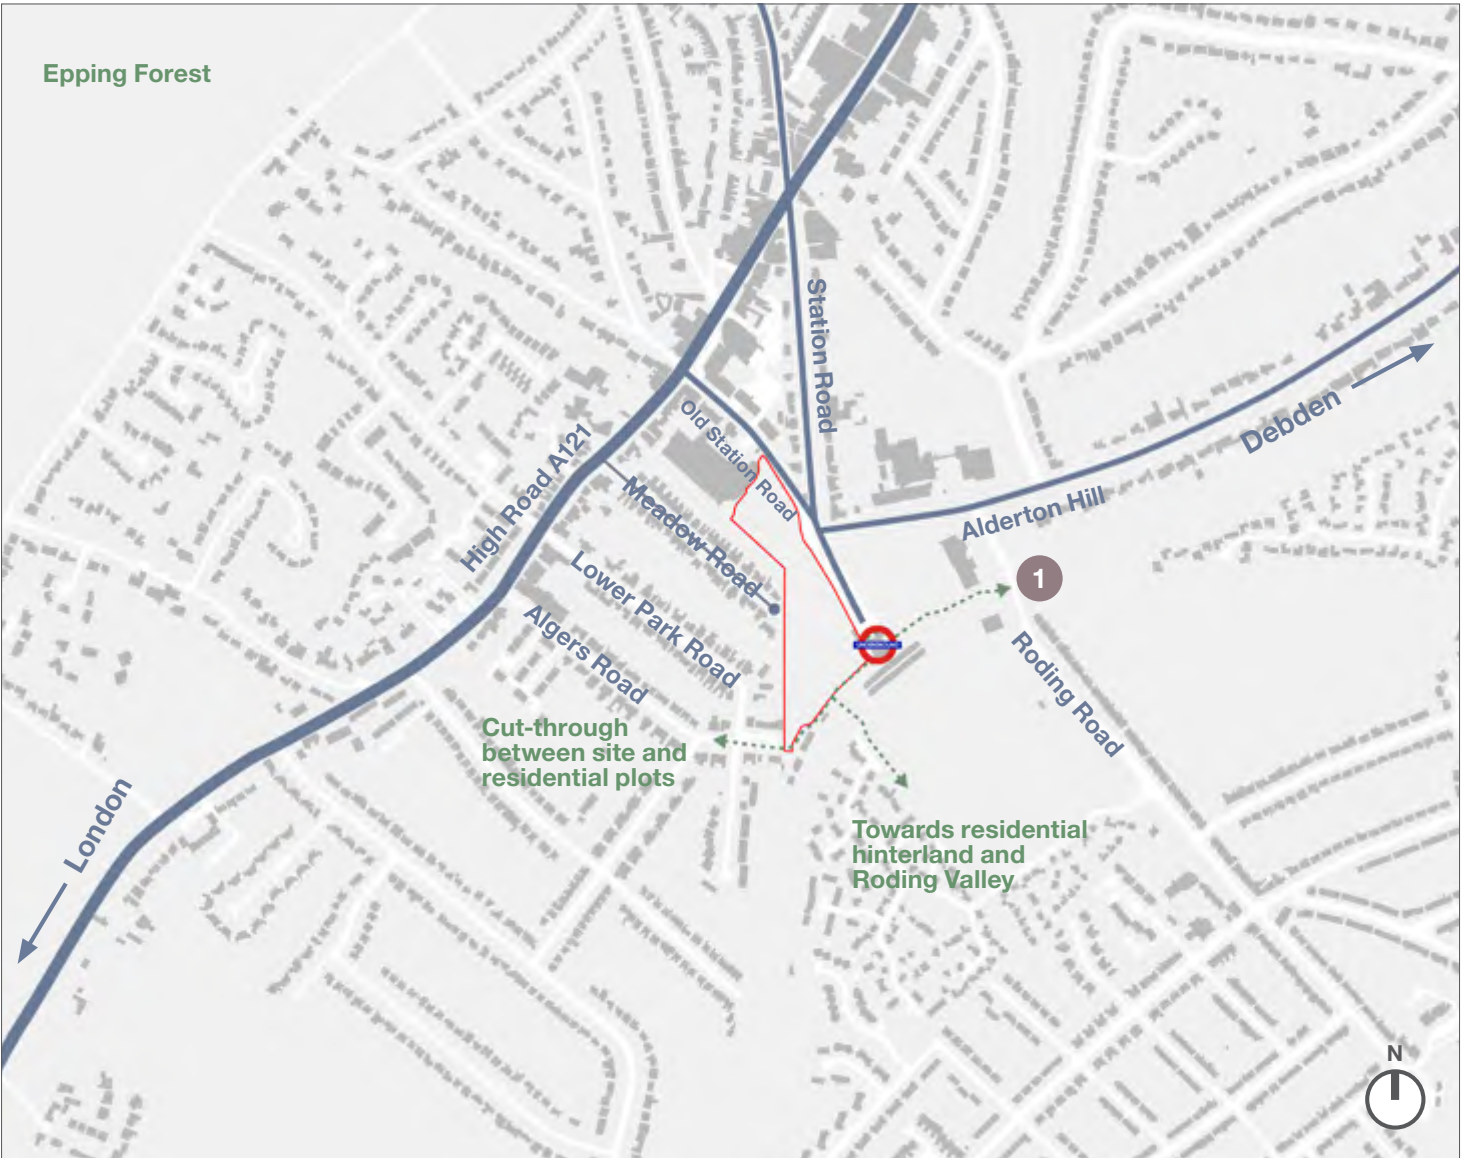 Epping Forest
Station Road
Old Station Road
High Road A121
Meadow Road
Debden
Alderton Hill
Lower Park Road
1
Algers Road
Roding Road
Cut-through
between site and
residential plots
London
Towards residential
hinterland and
Roding Valley
N